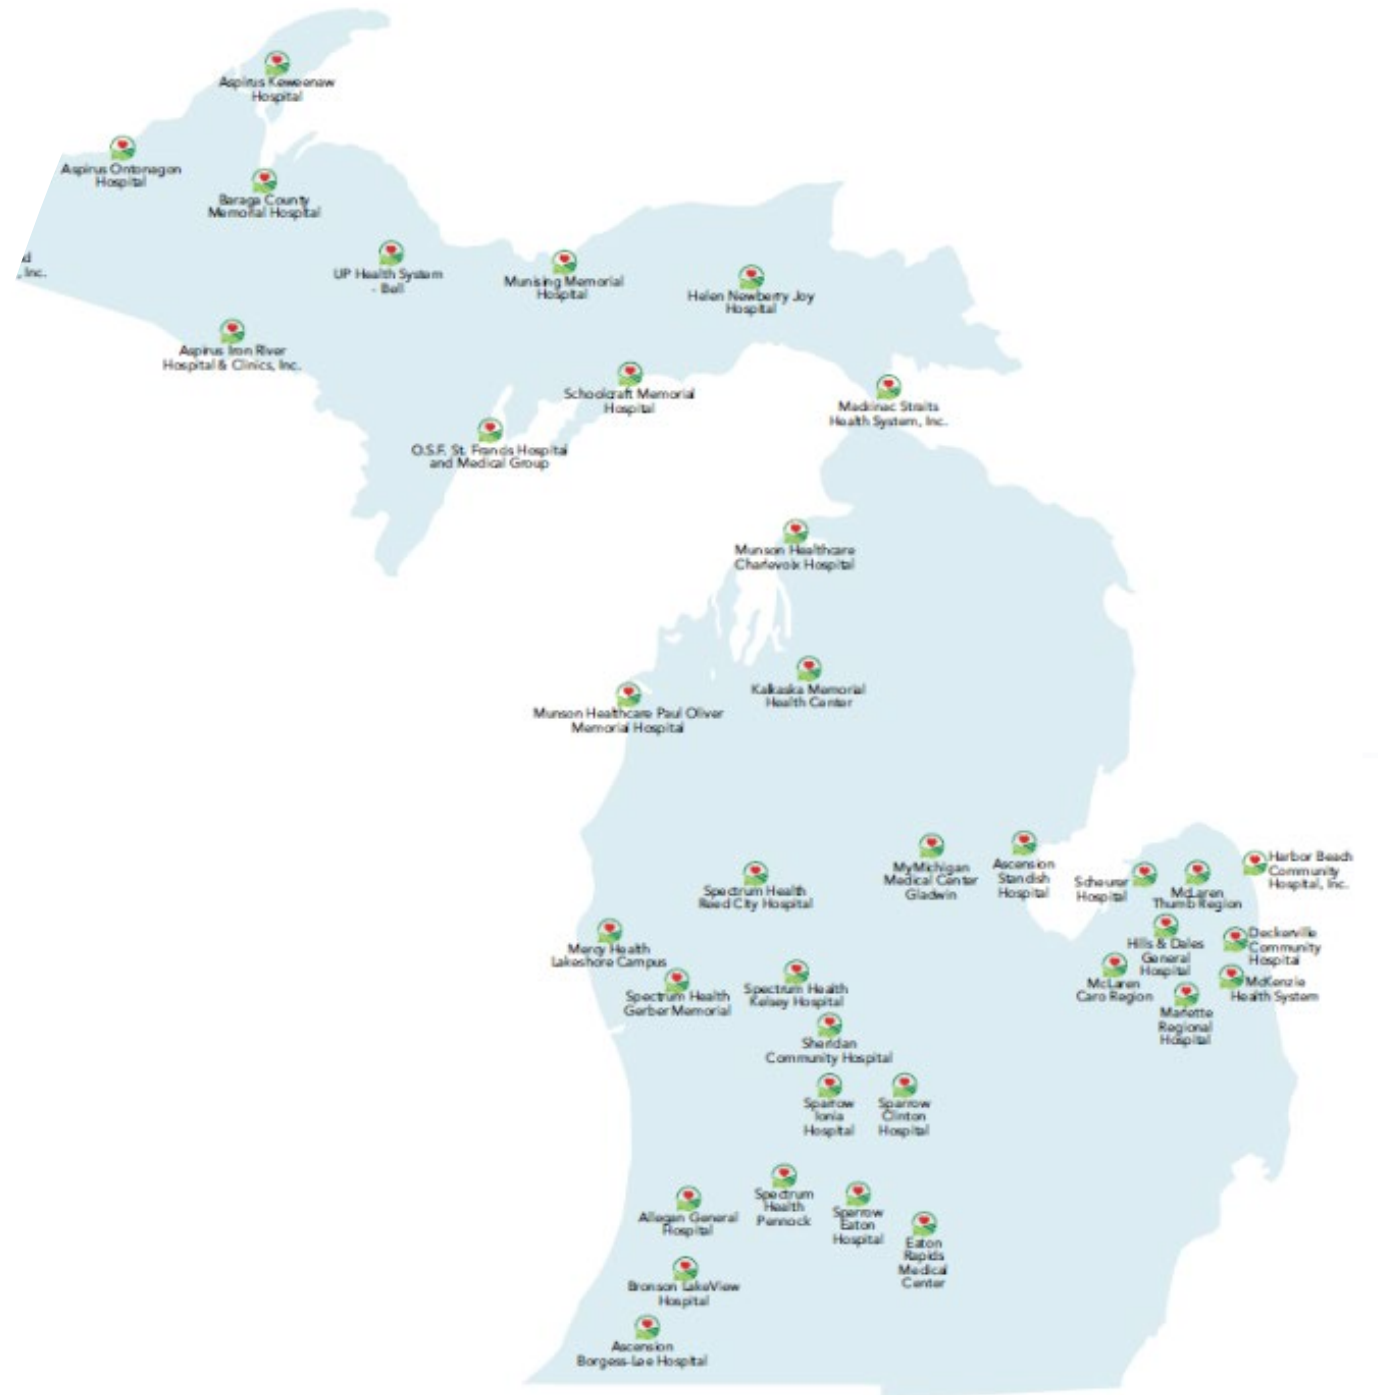 Aspirus Keweenaw
Hospital
Aspirus Ontonagon
Hospital
Baraga County
Memorial Hospital
d
, Inc.
UP Health System
- Bell
Munising Memorial
Hospital
Helen Newberry Joy
Hospital
Aspirus Iron River
Hospital & Clinics, Inc.
Schoolcraft Memorial
Hospital
Mackinac Straits
Health System, Inc.
O.S.F. St. Francis Hospital
and Medical Group
Munson Healthcare
Charlevoix Hospital
Kalkaska Memorial
Health Center
Munson Healthcare Paul Oliver
Memorial Hospital
MyMichigan
Medical Center
Gladwin
Ascension
Standish
Hospital
Scheurer
Hospital
McLaren
Thumb Region
Harbor Beach
Community
Hospital, Inc.
Spectrum Health
Reed City Hospital
Mercy Health
Lakeshore Campus
Hills & Dales
General
Hospital
Deckerville
Community
Hospital
Spectrum Health
Gerber Memorial
Spectrum Health
Kelsey Hospital
McLaren
Caro Region
McKenzie
Health System
Marlette
Regional
Hospital
Sheridan
Community Hospital
Sparrow
Ionia
Hospital
Sparrow
Clinton
Hospital
Allegan General
Hospital
Spectrum
Health
Pennock
Sparrow
Eaton
Hospital
Eaton
Rapids
Medical
Center
Bronson LakeView
Hospital
Ascension
Borgess-Lee Hospital